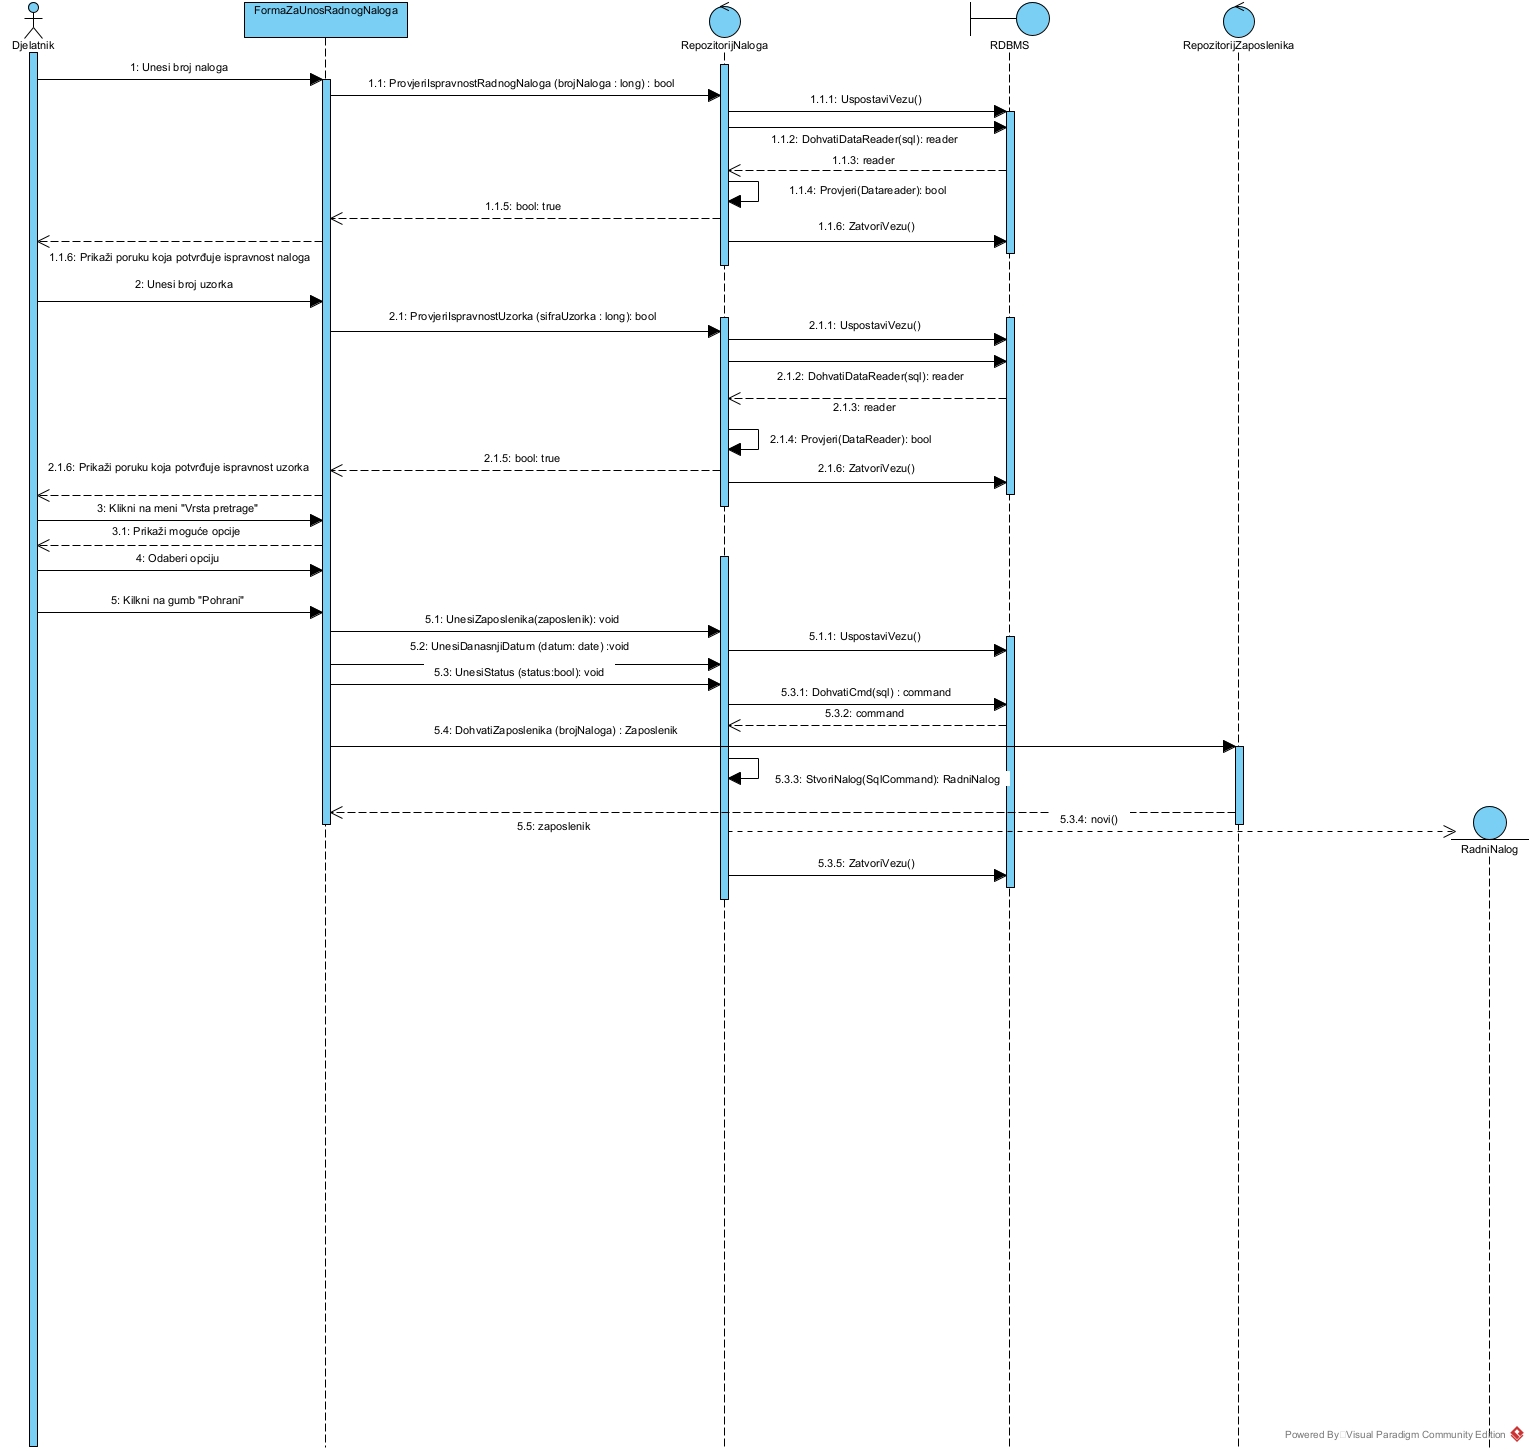 FormaZaUnosRadnogNaloga
Djelatnik
RepozitorijNaloga
RDBMS
RepozitorijZaposlenika
1: Unesi broj naloga
1.1: ProvjeriIspravnostRadnogNaloga (brojNaloga : long) : bool
1.1.1: UspostaviVezu()
1.1.2: DohvatiDataReader(sql): reader
1.1.3: reader
1.1.4: Provjeri(Datareader): bool
1.1.5: bool: true
1.1.6: ZatvoriVezu()
1.1.6: Prikaži poruku koja potvrđuje ispravnost naloga
2: Unesi broj uzorka
2.1: ProvjeriIspravnostUzorka (sifraUzorka : long): bool
2.1.1: UspostaviVezu()
2.1.2: DohvatiDataReader(sql): reader
2.1.3: reader
2.1.4: Provjeri(DataReader): bool
2.1.5: bool: true
2.1.6: Prikaži poruku koja potvrđuje ispravnost uzorka
2.1.6: ZatvoriVezu()
3: Klikni na meni "Vrsta pretrage"
3.1: Prikaži moguće opcije
4: Odaberi opciju
5: Kilkni na gumb "Pohrani"
5.1: UnesiZaposlenika(zaposlenik): void
5.1.1: UspostaviVezu()
5.2: UnesiDanasnjiDatum (datum: date) :void
5.3: UnesiStatus (status:bool): void
5.3.1: DohvatiCmd(sql) : command
5.3.2: command
5.4: DohvatiZaposlenika (brojNaloga) : Zaposlenik
5.3.3: StvoriNalog(SqlCommand): RadniNalog
5.3.4: novi()
5.5: zaposlenik
RadniNalog
5.3.5: ZatvoriVezu()
Powered By Visual Paradigm Community Edition